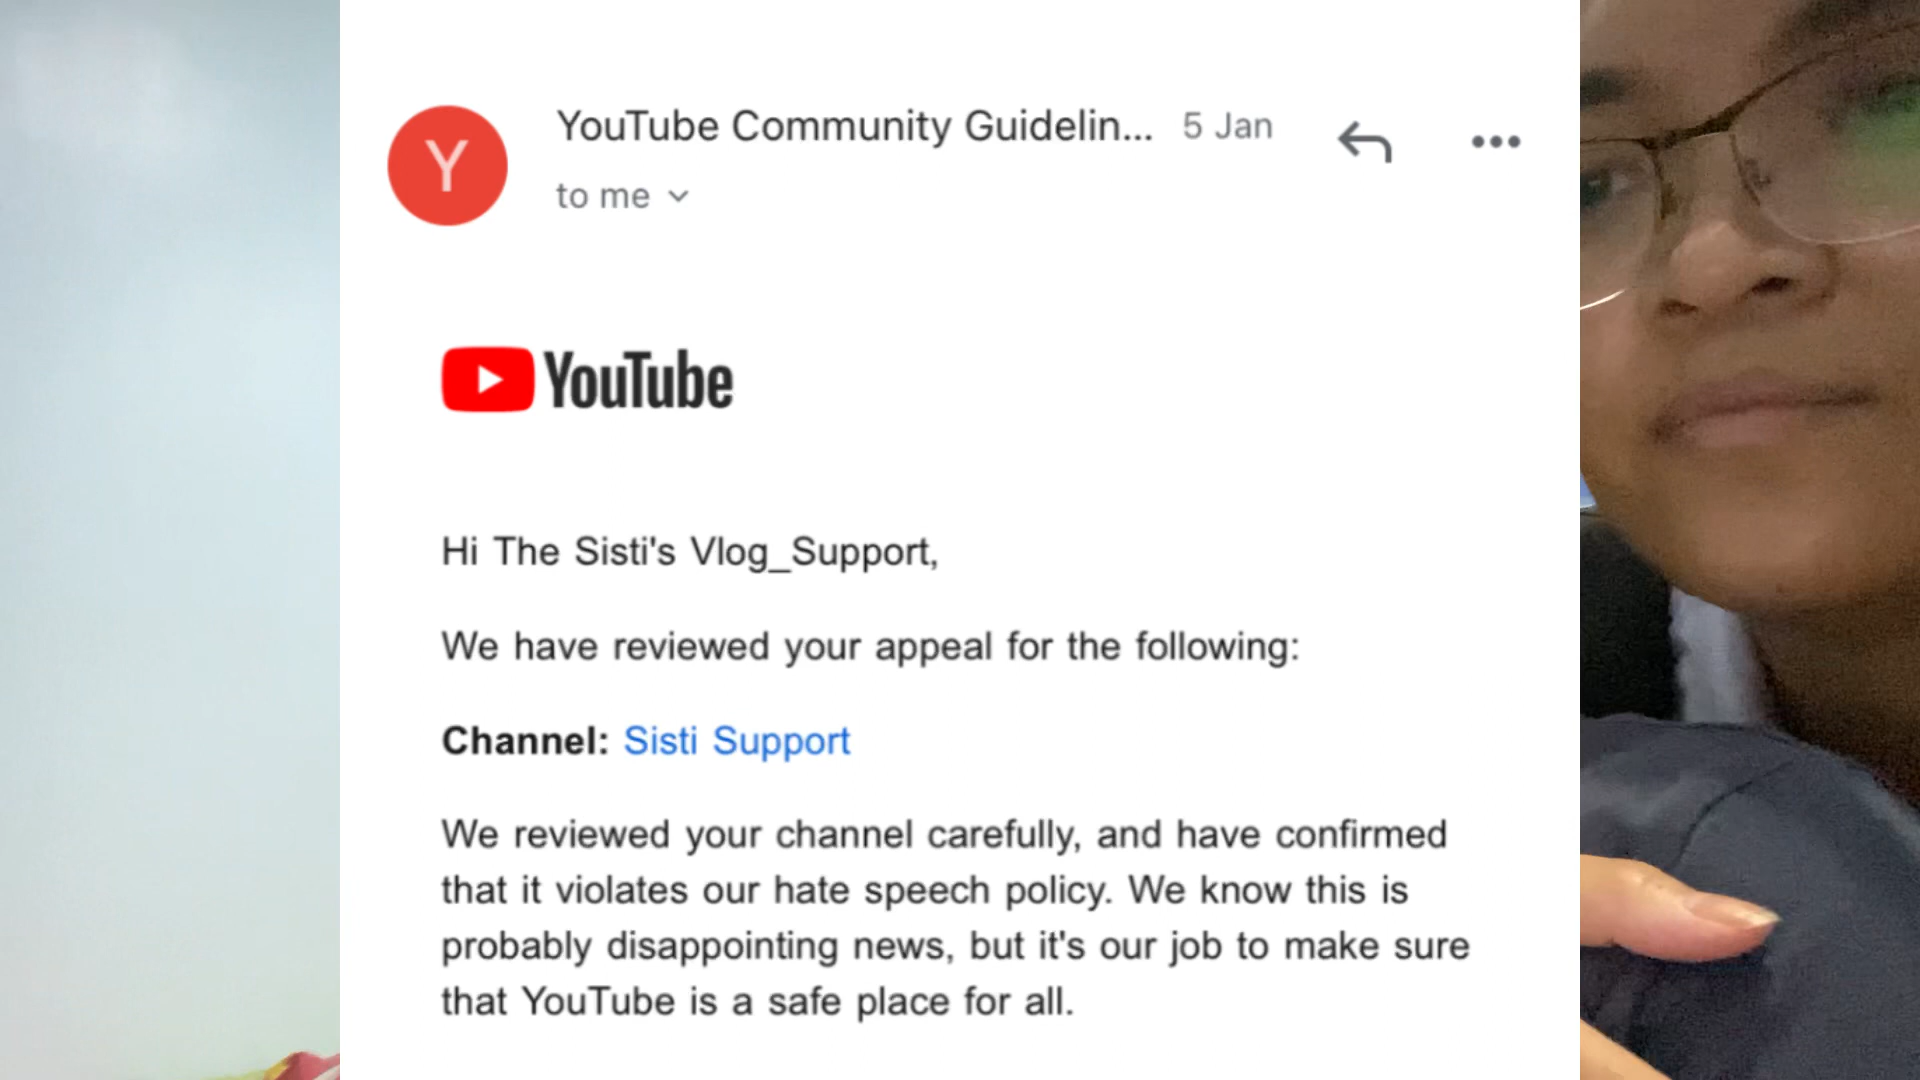 Y
YouTube Community Guidelin... 5 Jan
to me
YouTube
Hi The Sisti's Vlog_Support,
We have reviewed your appeal for the following:
Channel: Sisti Support
We reviewed your channel carefully, and have confirmed
that it violates our hate speech policy. We know this is
probably disappointing news, but it's our job to make sure
that YouTube is a safe place for all.